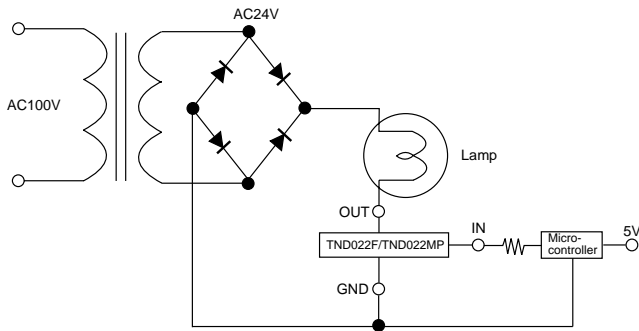 AC24V
AC100V
Lamp
OUT
TND022F/TND022MP
IN
Micro-
controller
5V
GND